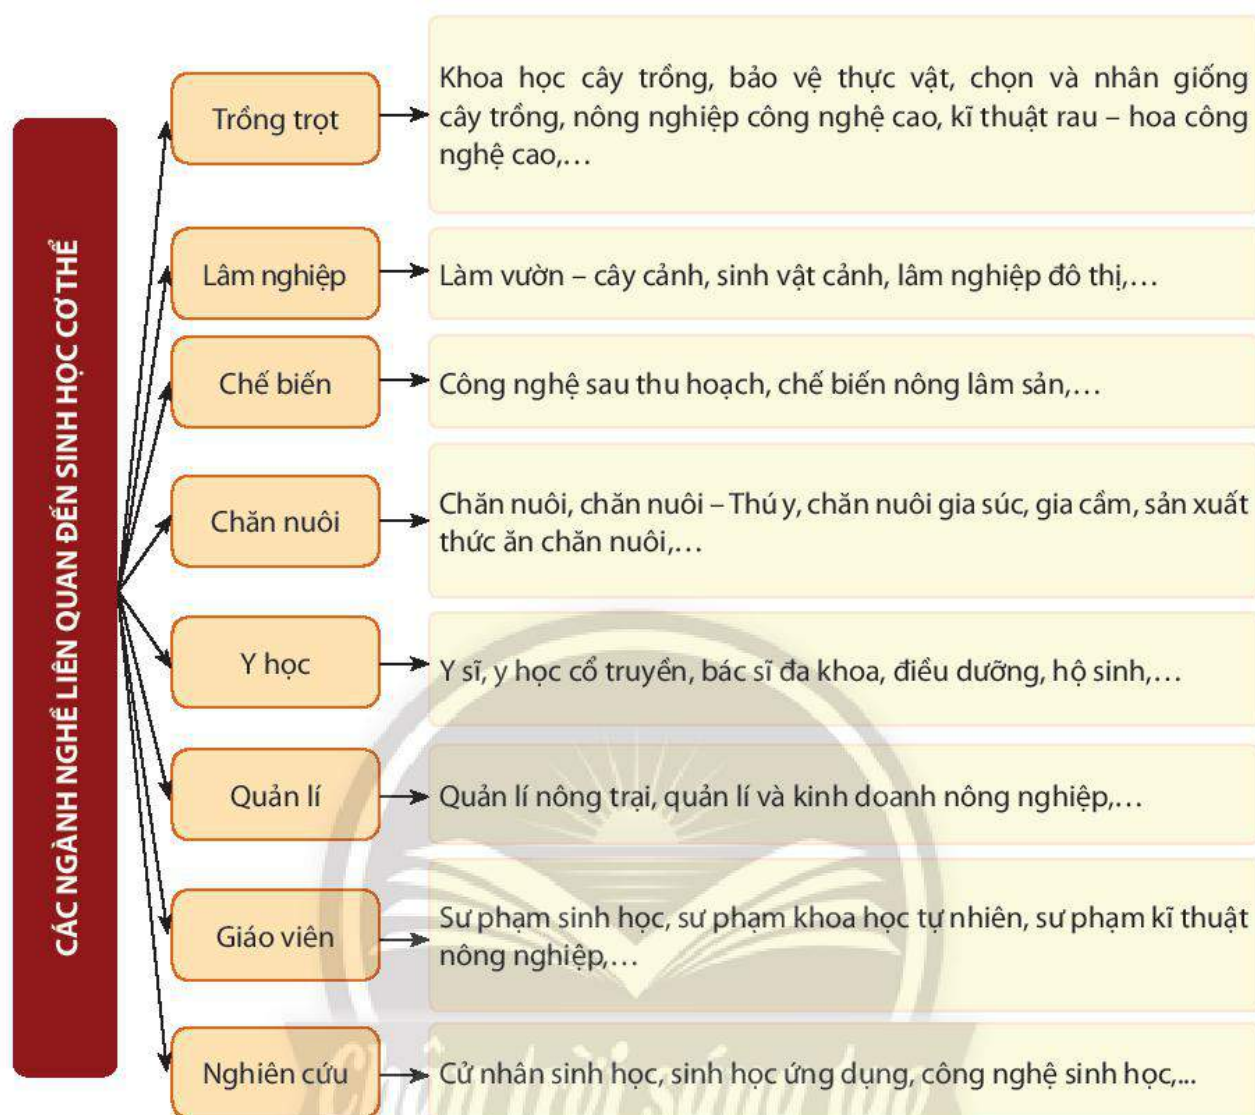 CÁC NGÀNH NGHỀ LIÊN QUAN ĐẾN SINH HỌC CƠ THỂ
Trồng trọt
Khoa học cây trồng, bảo vệ thực vật, chọn và nhân giống
cây trồng, nông nghiệp công nghệ cao, kĩ thuật rau – hoa công
nghệ cao,…
Lâm nghiệp
Làm vườn – cây cảnh, sinh vật cảnh, lâm nghiệp đô thị,…
Chế biến
Công nghệ sau thu hoạch, chế biến nông lâm sản,…
Chăn nuôi
Chăn nuôi, chăn nuôi – Thú y, chăn nuôi gia súc, gia cầm, sản xuất
thức ăn chăn nuôi,…
Y học
Y sĩ, y học cổ truyền, bác sĩ đa khoa, điều dưỡng, hộ sinh,…
Quản lí
Quản lí nông trại, quản lí và kinh doanh nông nghiệp,…
Giáo viên
Sư phạm sinh học, sư phạm khoa học tự nhiên, sư phạm kĩ thuật
nông nghiệp,…
Nghiên cứu
Cử nhân sinh học, sinh học ứng dụng, công nghệ sinh học,...